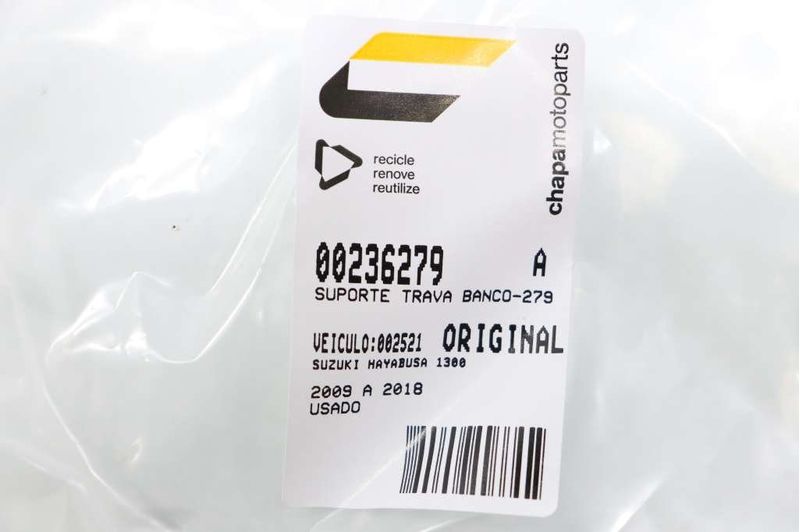 chapamotoparts
recicle
renove
reutilize
00236279 A
SUPORTE TRAVA BANCO-279
VEICULO:002521 ORIGINAL
SUZUKI HAYABUSA 1300
2009 A 2018
USADO